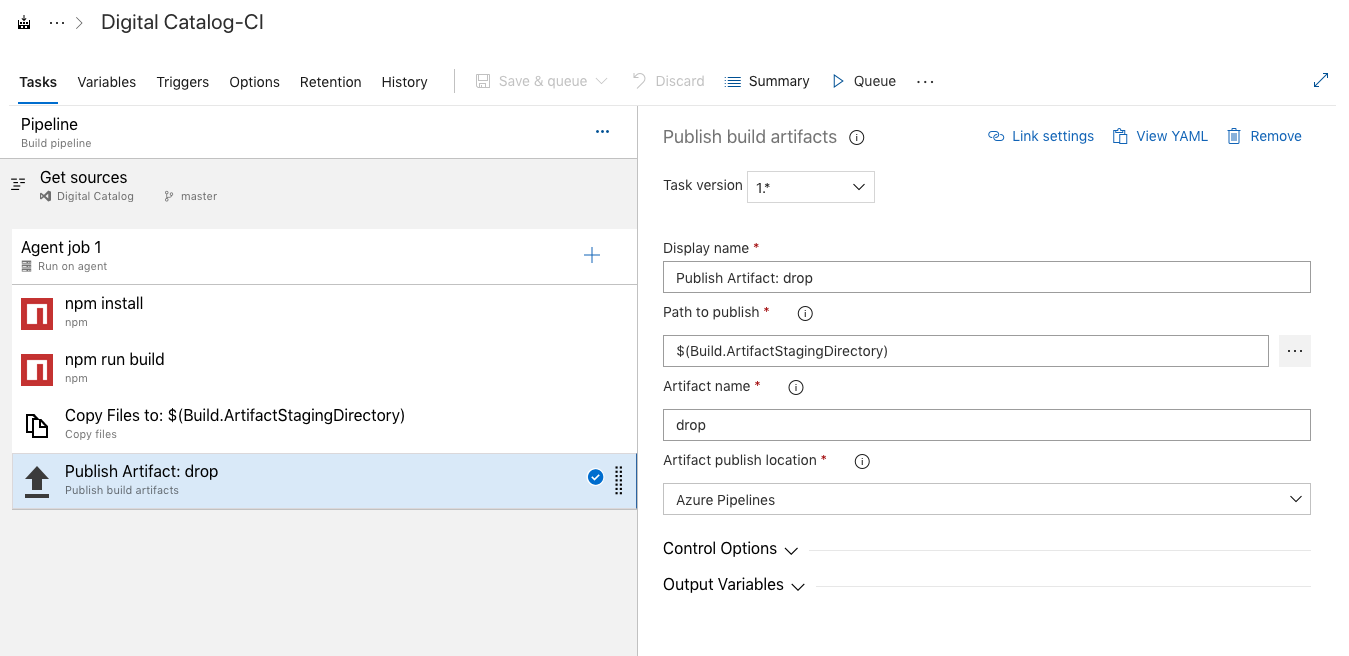 ··· > Digital Catalog-CI
Tasks Variables Triggers Options Retention History Save & queue Discard Summary Queue ···
Pipeline ···
Build pipeline
Get sources
Digital Catalog master
Agent job 1
Run on agent
npm install
npm
npm run build
npm
Copy Files to: $(Build.ArtifactStagingDirectory)
Copy files
Publish Artifact: drop
Publish build artifacts
Publish build artifacts Link settings View YAML Remove
Task version 1.*
Display name *
Publish Artifact: drop
Path to publish *
$(Build.ArtifactStagingDirectory) ···
Artifact name *
drop
Artifact publish location *
Azure Pipelines
Control Options
Output Variables